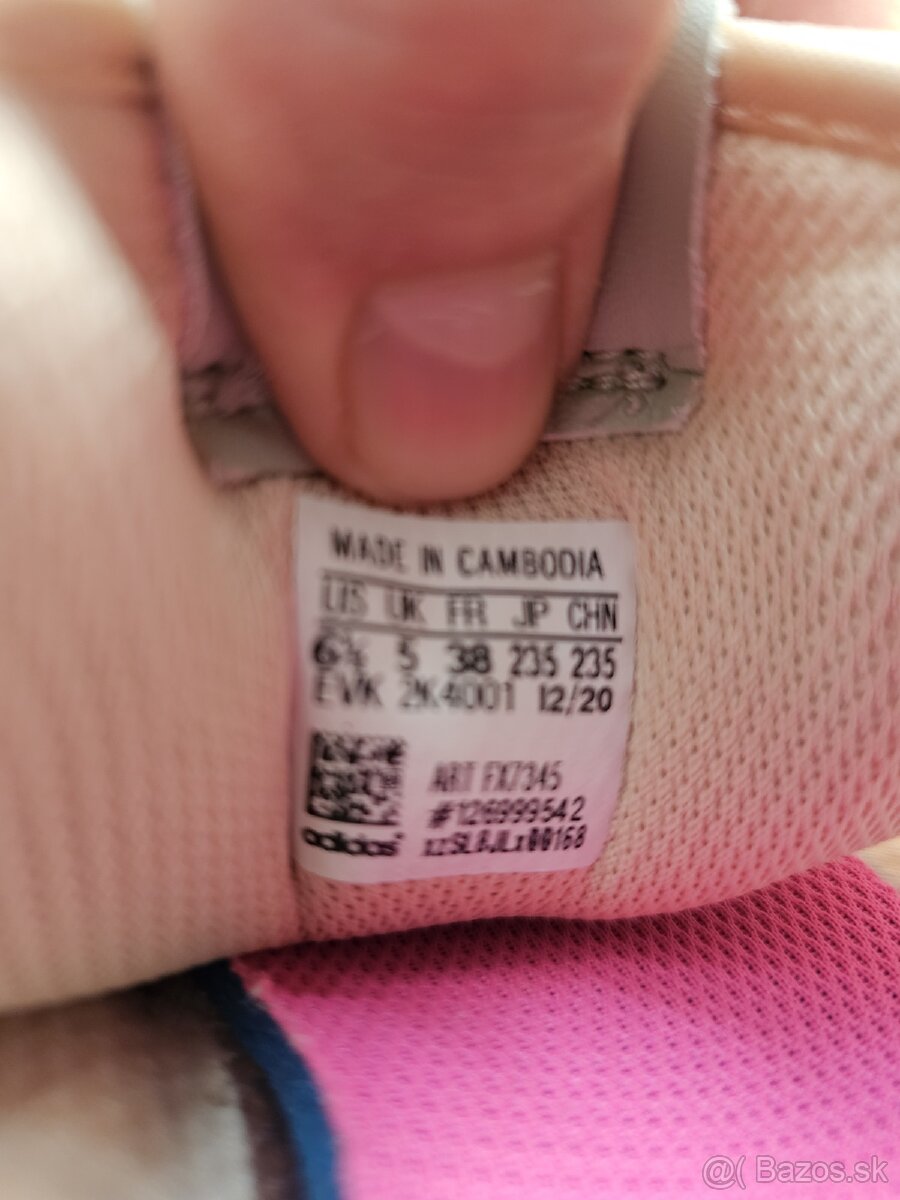 MADE IN CAMBODIA
US UK FR JP CHN
6½ 5 38 235 235
EVK 2K4001 12/20
ART FX7345
#126999542
adidas.
@( Bazos.sk